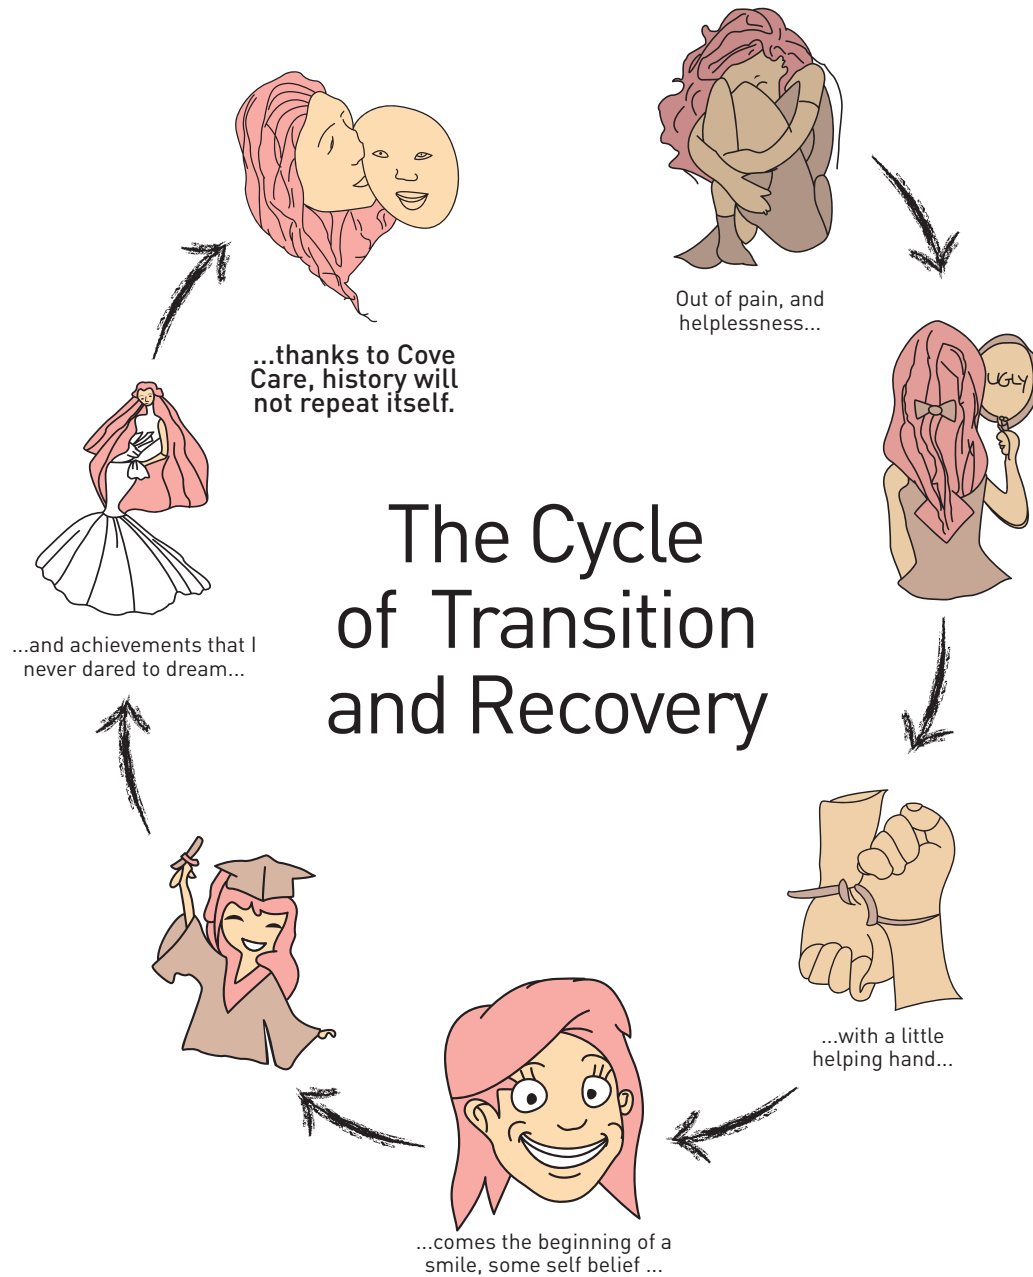 The Cycle
of Transition
and Recovery
Out of pain, and
helplessness...
UGLY
...with a little
helping hand...
...comes the beginning of a
smile, some self belief ...
...and achievements that I
never dared to dream...
...thanks to Cove
Care, history will
not repeat itself.